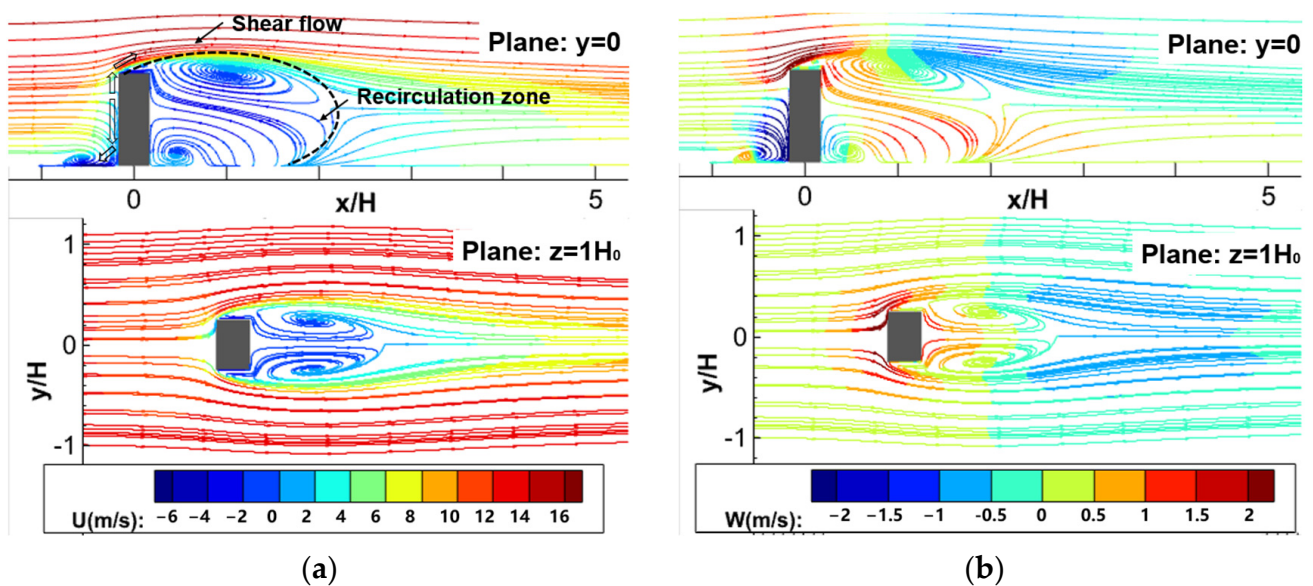 Shear flow
Plane: y=0
Recirculation zone
0
5
x/H
1
0
-1
y/H
Plane: z=1H₀
U(m/s):
−6 −4 −2 0 2 4 6 8 10 12 14 16
(a)
Plane: y=0
0
5
x/H
1
0
-1
y/H
Plane: z=1H₀
W(m/s):
−2 −1.5 −1 −0.5 0 0.5 1 1.5 2
(b)